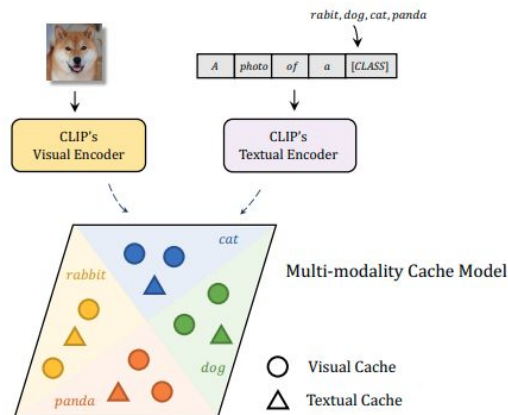 rabit, dog, cat, panda
A photo of a [CLASS]
CLIP's
Visual Encoder
CLIP's
Textual Encoder
cat
rabbit
Multi-modality Cache Model
dog
Visual Cache
panda
Textual Cache